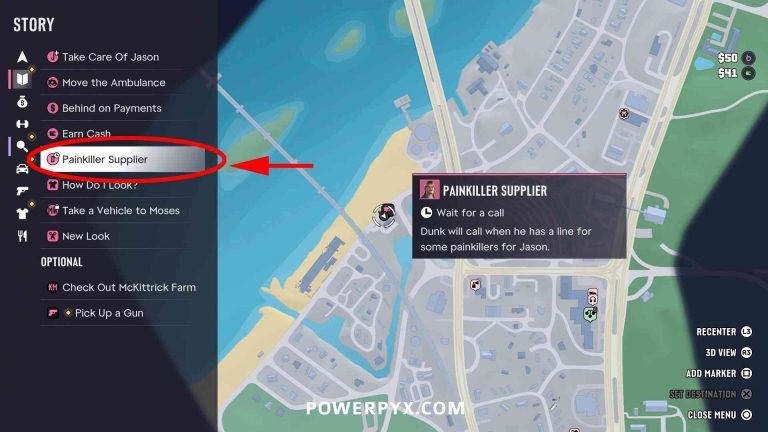 STORY
Take Care Of Jason
Move the Ambulance
Behind on Payments
Earn Cash
Painkiller Supplier
How Do I Look?
Take a Vehicle to Moses
New Look
OPTIONAL
KM Check Out McKittrick Farm
Pick Up a Gun
$50
$41
PAINKILLER SUPPLIER
Wait for a call
Dunk will call when he has a line for
some painkillers for Jason.
RECENTER L3
3D VIEW R3
ADD MARKER
SET DESTINATION
CLOSE MENU
POWERPYX.COM